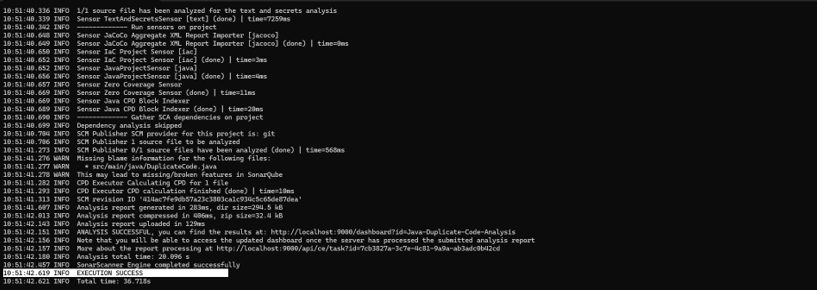 10:51:40.336 INFO  1/1 source file has been analyzed for the text and secrets analysis
10:51:40.339 INFO  Sensor TextAndSecretsSensor [text] (done) | time=7259ms
10:51:40.342 INFO  ------------- Run sensors on project
10:51:40.648 INFO  Sensor JaCoCo Aggregate XML Report Importer [jacoco]
10:51:40.649 INFO  Sensor JaCoCo Aggregate XML Report Importer [jacoco] (done) | time=0ms
10:51:40.650 INFO  Sensor IaC Project Sensor [iac]
10:51:40.652 INFO  Sensor IaC Project Sensor [iac] (done) | time=3ms
10:51:40.652 INFO  Sensor JavaProjectSensor [java]
10:51:40.656 INFO  Sensor JavaProjectSensor [java] (done) | time=4ms
10:51:40.657 INFO  Sensor Zero Coverage Sensor
10:51:40.669 INFO  Sensor Zero Coverage Sensor (done) | time=11ms
10:51:40.669 INFO  Sensor Java CPD Block Indexer
10:51:40.689 INFO  Sensor Java CPD Block Indexer (done) | time=20ms
10:51:40.690 INFO  ------------- Gather SCA dependencies on project
10:51:40.699 INFO  Dependency analysis skipped
10:51:40.704 INFO  SCM Publisher SCM provider for this project is: git
10:51:40.706 INFO  SCM Publisher 1 source file to be analyzed
10:51:41.273 INFO  SCM Publisher 0/1 source files have been analyzed (done) | time=568ms
10:51:41.276 WARN  Missing blame information for the following files:
10:51:41.277 WARN    * src/main/java/DuplicateCode.java
10:51:41.278 WARN  This may lead to missing/broken features in SonarQube
10:51:41.282 INFO  CPD Executor Calculating CPD for 1 file
10:51:41.293 INFO  CPD Executor CPD calculation finished (done) | time=10ms
10:51:41.313 INFO  SCM revision ID '414ac7fe9db57a23c3803ca1c934c5c65de87dea'
10:51:41.607 INFO  Analysis report generated in 283ms, dir size=294.5 kB
10:51:42.013 INFO  Analysis report compressed in 406ms, zip size=32.4 kB
10:51:42.143 INFO  Analysis report uploaded in 129ms
10:51:42.151 INFO  ANALYSIS SUCCESSFUL, you can find the results at: http://localhost:9000/dashboard?id=Java-Duplicate-Code-Analysis
10:51:42.156 INFO  Note that you will be able to access the updated dashboard once the server has processed the submitted analysis report
10:51:42.157 INFO  More about the report processing at http://localhost:9000/api/ce/task?id=7cb3827a-3c7e-4c81-9a9a-ab3adc0b42cd
10:51:42.180 INFO  Analysis total time: 20.096 s
10:51:42.457 INFO  SonarScanner Engine completed successfully
10:51:42.619 INFO  EXECUTION SUCCESS
10:51:42.621 INFO  Total time: 36.718s